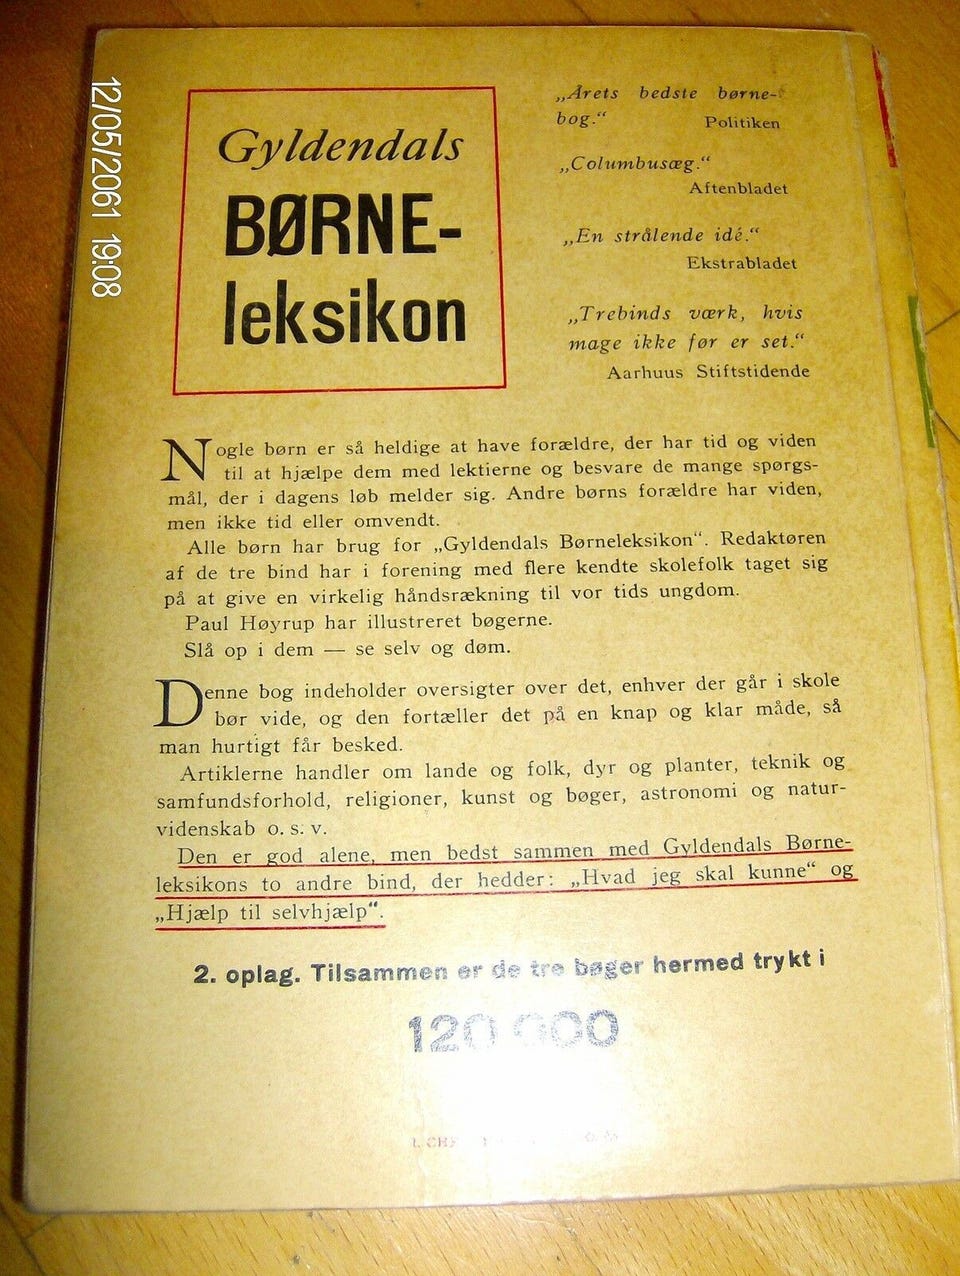 12/05/2061 19:08
Gyldendals
BØRNE-
leksikon
„Årets bedste børne-
bog.“ Politiken
„Columbusæg.“
Aftenbladet
„En strålende idé.“
Ekstrabladet
„Trebinds værk, hvis
mage ikke før er set.“
Aarhuus Stiftstidende
Nogle børn er så heldige at have forældre, der har tid og viden
til at hjælpe dem med lektierne og besvare de mange spørgs-
mål, der i dagens løb melder sig. Andre børns forældre har viden,
men ikke tid eller omvendt.
Alle børn har brug for „Gyldendals Børneleksikon“. Redaktøren
af de tre bind har i forening med flere kendte skolefolk taget sig
på at give en virkelig håndsrækning til vor tids ungdom.
Paul Høyrup har illustreret bøgerne.
Slå op i dem — se selv og døm.
Denne bog indeholder oversigter over det, enhver der går i skole
bør vide, og den fortæller det på en knap og klar måde, så
man hurtigt får besked.
Artiklerne handler om lande og folk, dyr og planter, teknik og
samfundsforhold, religioner, kunst og bøger, astronomi og natur-
videnskab o. s. v.
Den er god alene, men bedst sammen med Gyldendals Børne-
leksikons to andre bind, der hedder: „Hvad jeg skal kunne“ og
„Hjælp til selvhjælp“.
2. oplag. Tilsammen er de tre bøger hermed trykt i
120 000